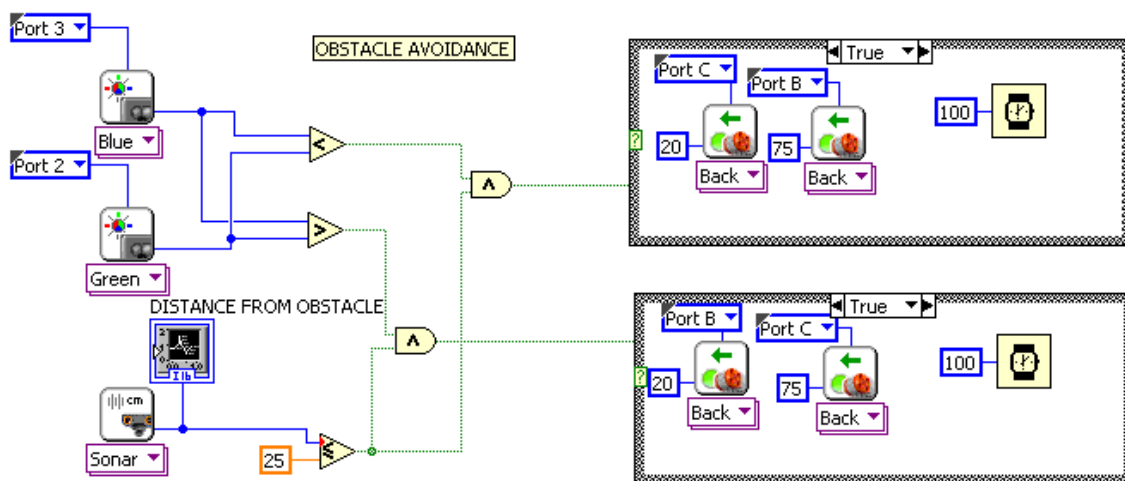 Port 3
Blue
Port 2
Green
OBSTACLE AVOIDANCE
<
>
DISTANCE FROM OBSTACLE
cm
Sonar
25
≤
∧
∧
True
Port C
Port B
20
75
Back
Back
100
?
True
Port B
Port C
20
75
Back
Back
100
?